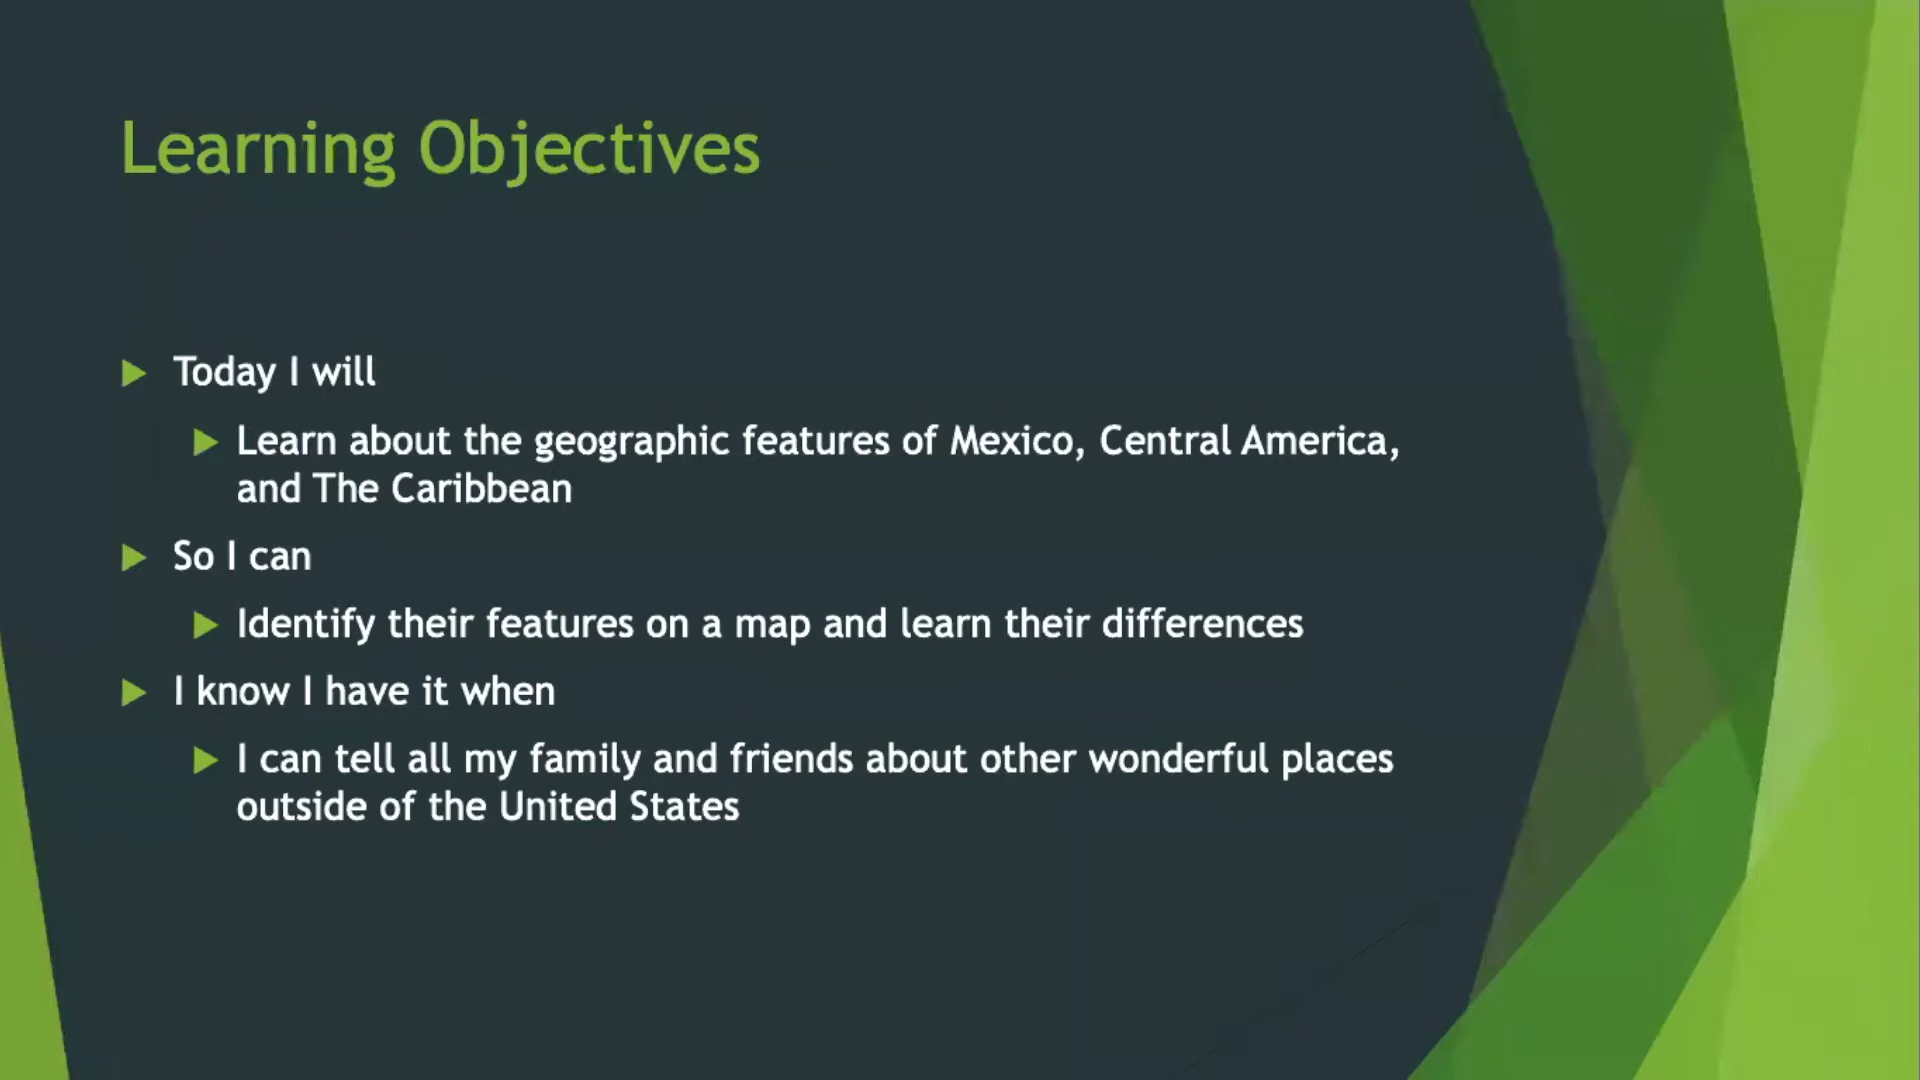 Learning Objectives
Today I will
Learn about the geographic features of Mexico, Central America,
and The Caribbean
So I can
Identify their features on a map and learn their differences
I know I have it when
I can tell all my family and friends about other wonderful places
outside of the United States